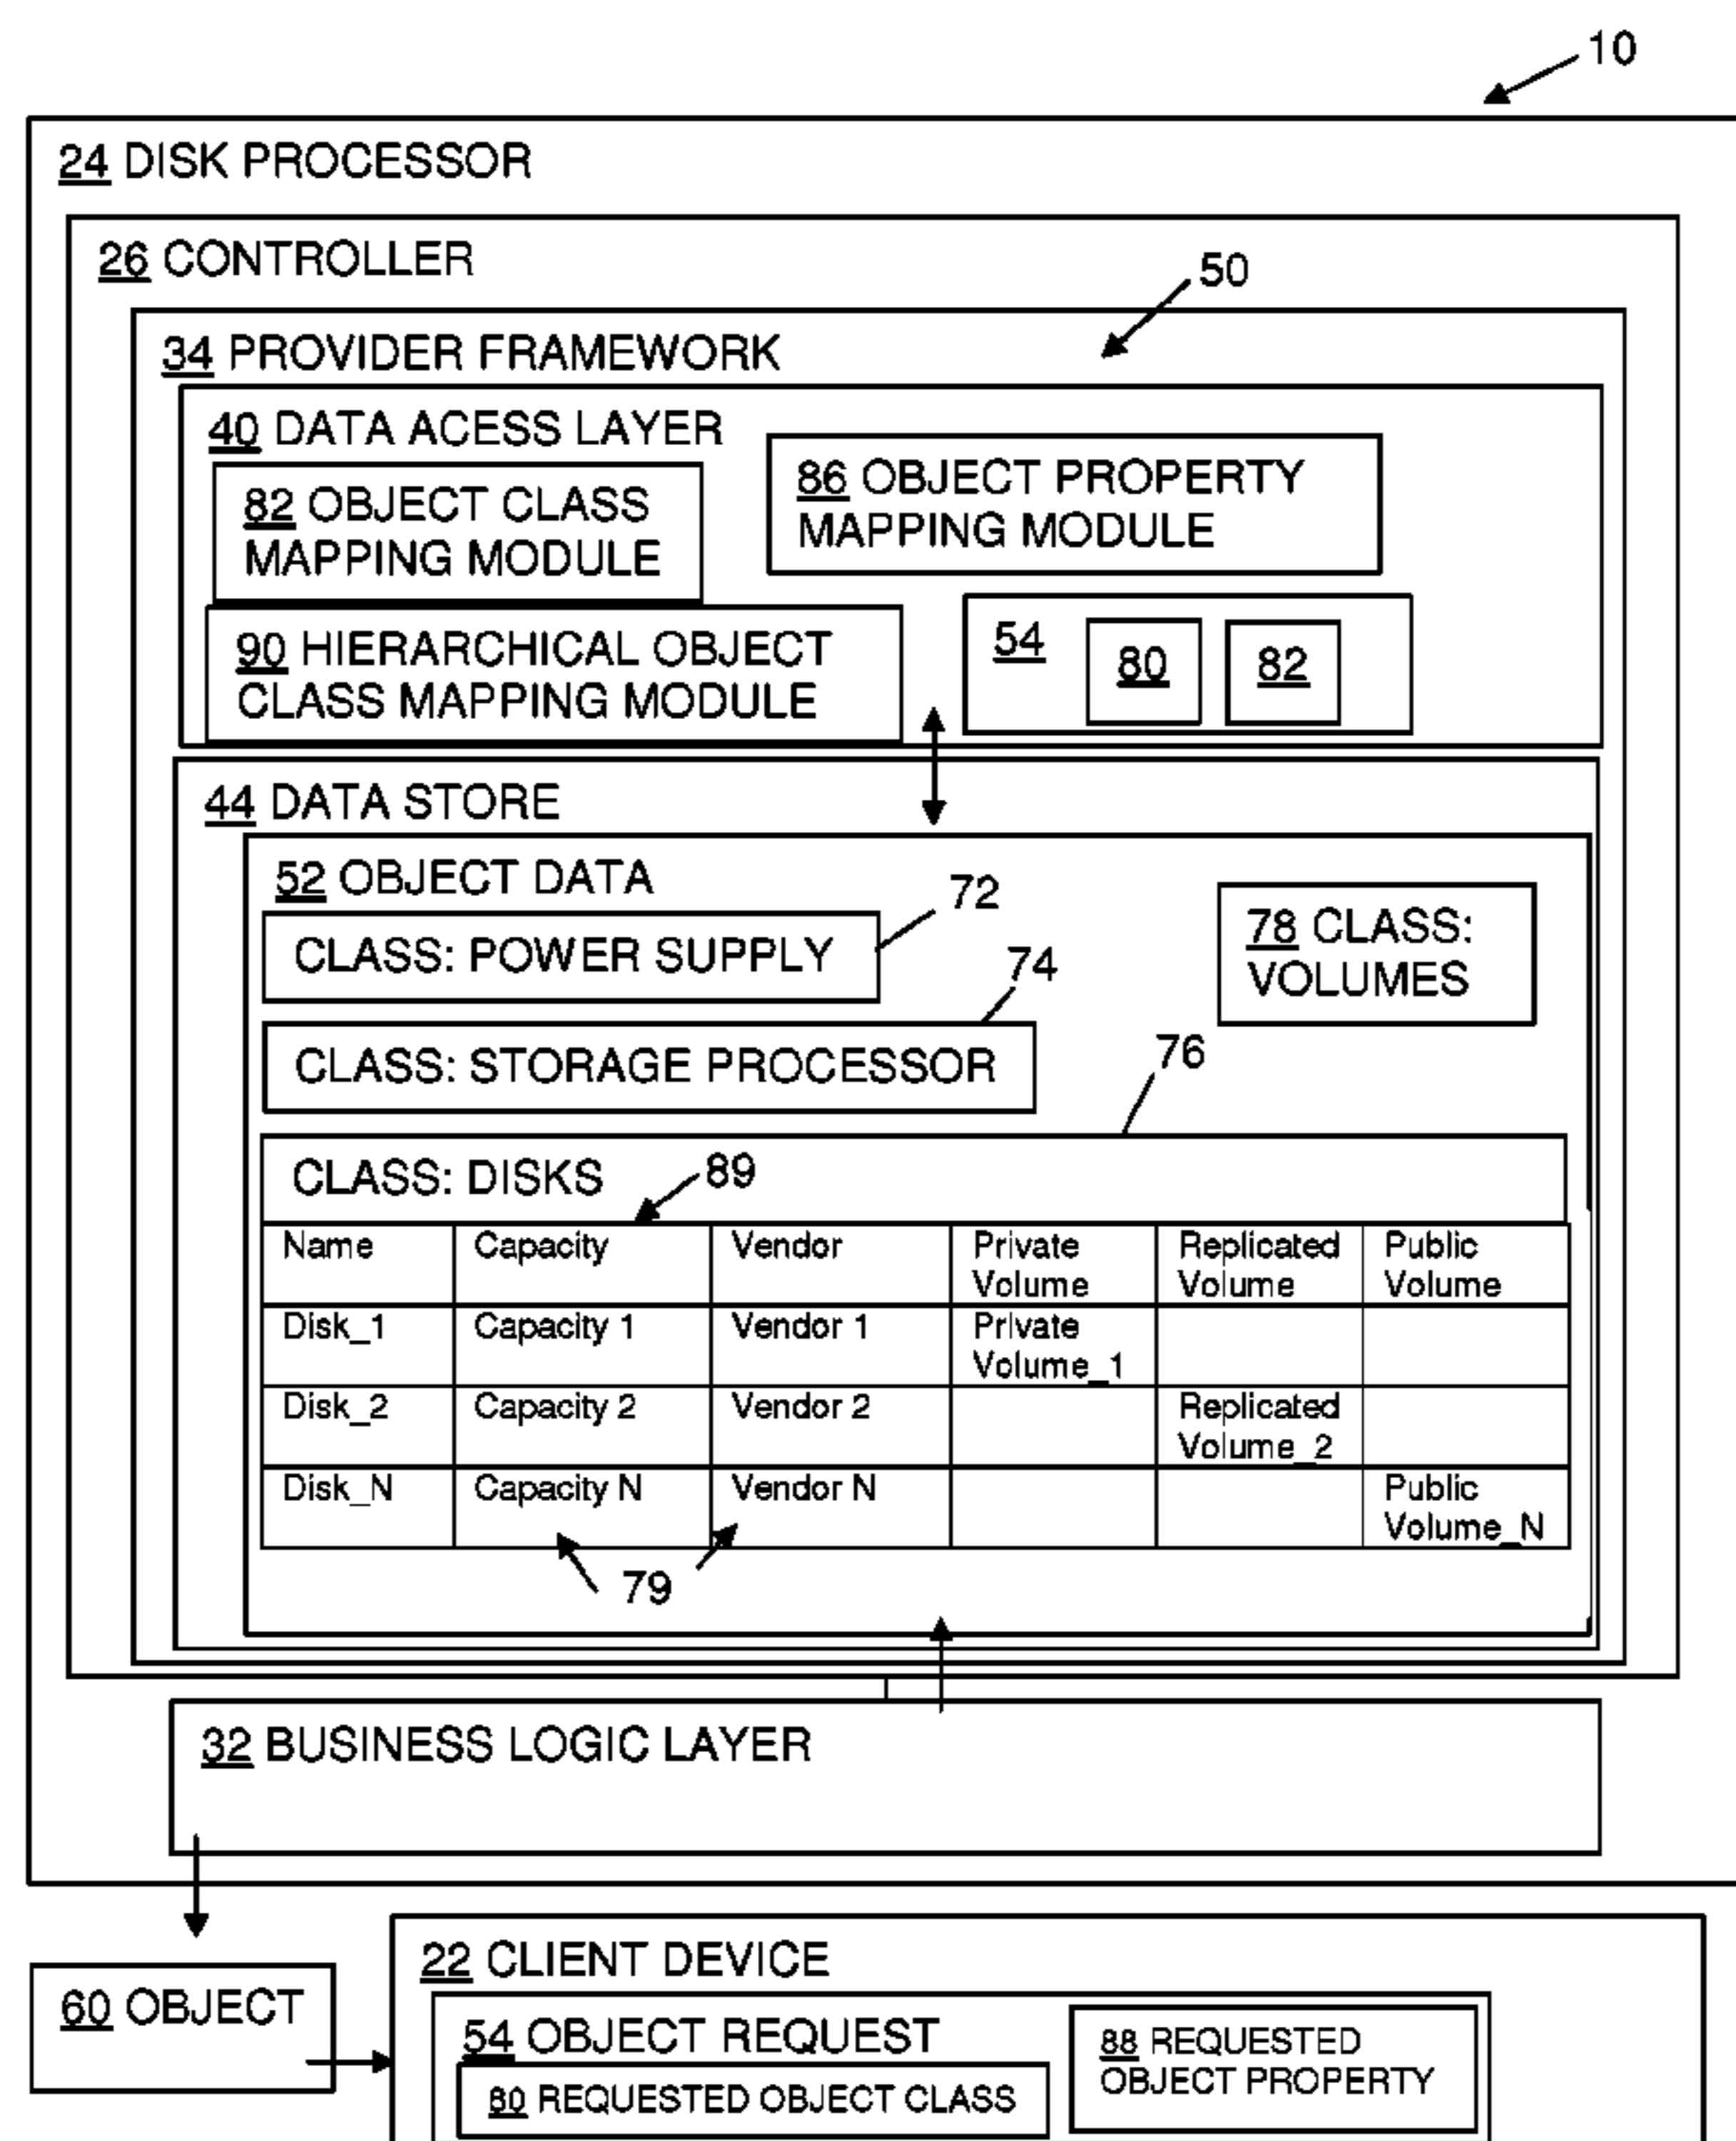 10
24 DISK PROCESSOR
26 CONTROLLER
50
34 PROVIDER FRAMEWORK
40 DATA ACESS LAYER
82 OBJECT CLASS
MAPPING MODULE
86 OBJECT PROPERTY
MAPPING MODULE
90 HIERARCHICAL OBJECT
CLASS MAPPING MODULE
54 80 82
44 DATA STORE
52 OBJECT DATA
72
CLASS: POWER SUPPLY
78 CLASS:
VOLUMES
74
CLASS: STORAGE PROCESSOR
76
CLASS: DISKS
89
Name Capacity Vendor Private Volume Replicated Volume Public Volume
Disk_1 Capacity 1 Vendor 1 Private Volume_1
Disk_2 Capacity 2 Vendor 2 Replicated Volume_2
Disk_N Capacity N Vendor N Public Volume_N
79
32 BUSINESS LOGIC LAYER
60 OBJECT
22 CLIENT DEVICE
54 OBJECT REQUEST
80 REQUESTED OBJECT CLASS
88 REQUESTED
OBJECT PROPERTY